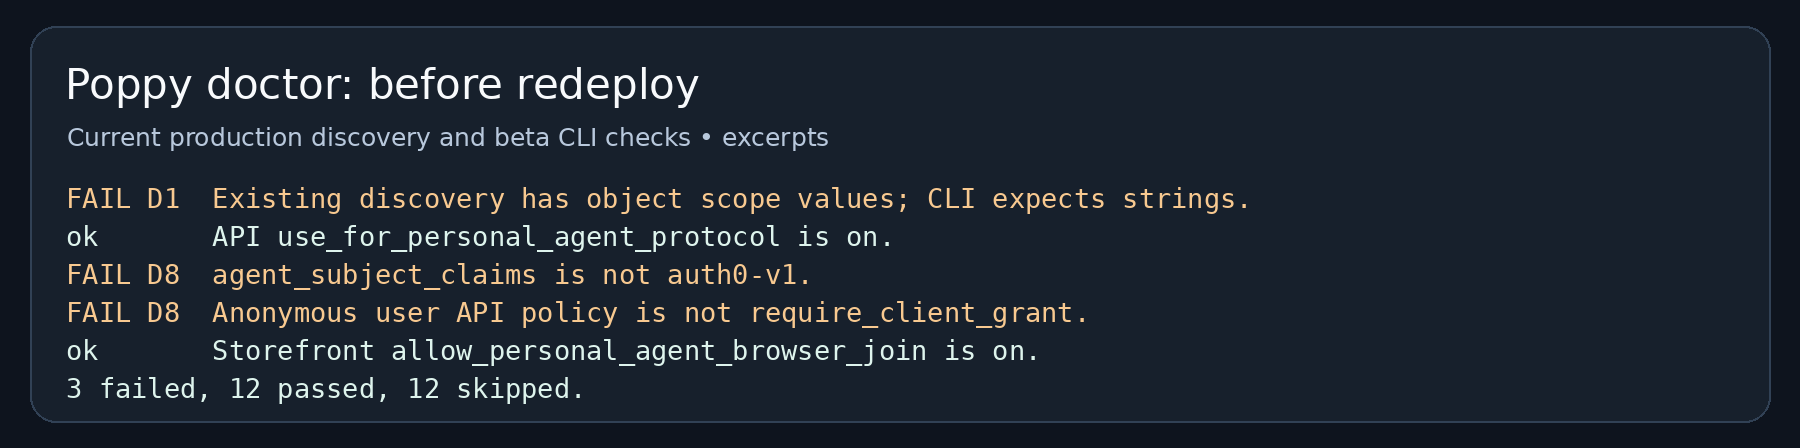 Poppy doctor: before redeploy
Current production discovery and beta CLI checks • excerpts
FAIL D1  Existing discovery has object scope values; CLI expects strings.
ok       API use_for_personal_agent_protocol is on.
FAIL D8  agent_subject_claims is not auth0-v1.
FAIL D8  Anonymous user API policy is not require_client_grant.
ok       Storefront allow_personal_agent_browser_join is on.
3 failed, 12 passed, 12 skipped.